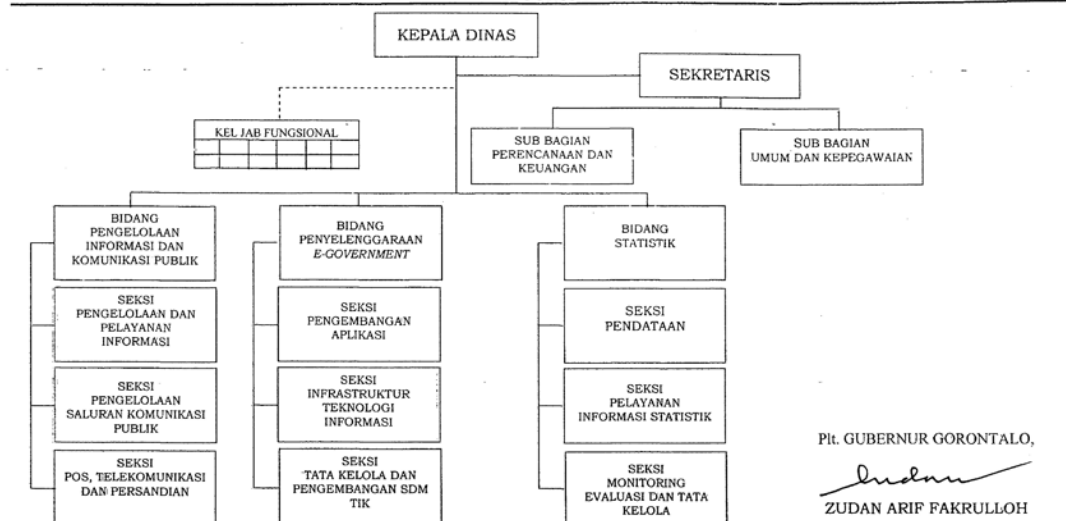 KEPALA DINAS
SEKRETARIS
KEL JAB FUNGSIONAL
SUB BAGIAN
PERENCANAAN DAN
KEUANGAN
SUB BAGIAN
UMUM DAN KEPEGAWAIAN
BIDANG
PENGELOLAAN
INFORMASI DAN
KOMUNIKASI PUBLIK
SEKSI
PENGELOLAAN DAN
PELAYANAN
INFORMASI
SEKSI
PENGELOLAAN
SALURAN KOMUNIKASI
PUBLIK
SEKSI
POS, TELEKOMUNIKASI
DAN PERSANDIAN
BIDANG
PENYELENGGARAAN
E-GOVERNMENT
SEKSI
PENGEMBANGAN
APLIKASI
SEKSI
INFRASTRUKTUR
TEKNOLOGI
INFORMASI
SEKSI
TATA KELOLA DAN
PENGEMBANGAN SDM
TIK
BIDANG
STATISTIK
SEKSI
PENDATAAN
SEKSI
PELAYANAN
INFORMASI STATISTIK
SEKSI
MONITORING
EVALUASI DAN TATA
KELOLA
Plt. GUBERNUR GORONTALO,
ZUDAN ARIF FAKRULLOH